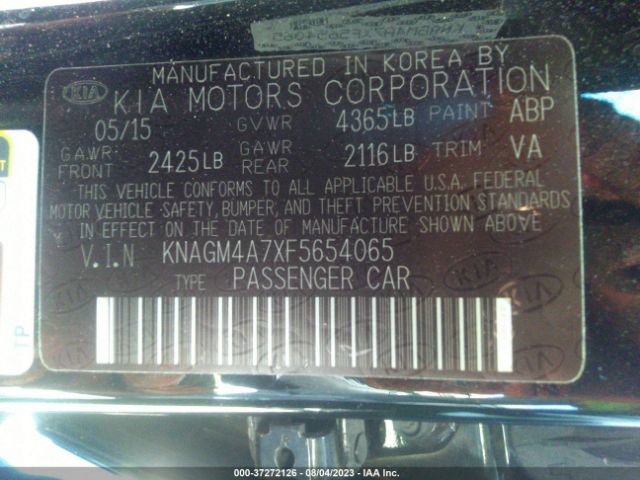 MANUFACTURED IN KOREA BY
KIA KIA MOTORS CORPORATION
05/15 GVWR 4365LB PAINT ABP
GAWR FRONT 2425LB GAWR REAR 2116LB TRIM VA
THIS VEHICLE CONFORMS TO ALL APPLICABLE U.S.A. FEDERAL
MOTOR VEHICLE SAFETY, BUMPER, AND THEFT PREVENTION STANDARDS
IN EFFECT ON THE DATE OF MANUFACTURE SHOWN ABOVE
V.I.N KNAGM4A7XF5654065
TYPE PASSENGER CAR
TP
000-37272126 - 08/04/2023 - IAA Inc.